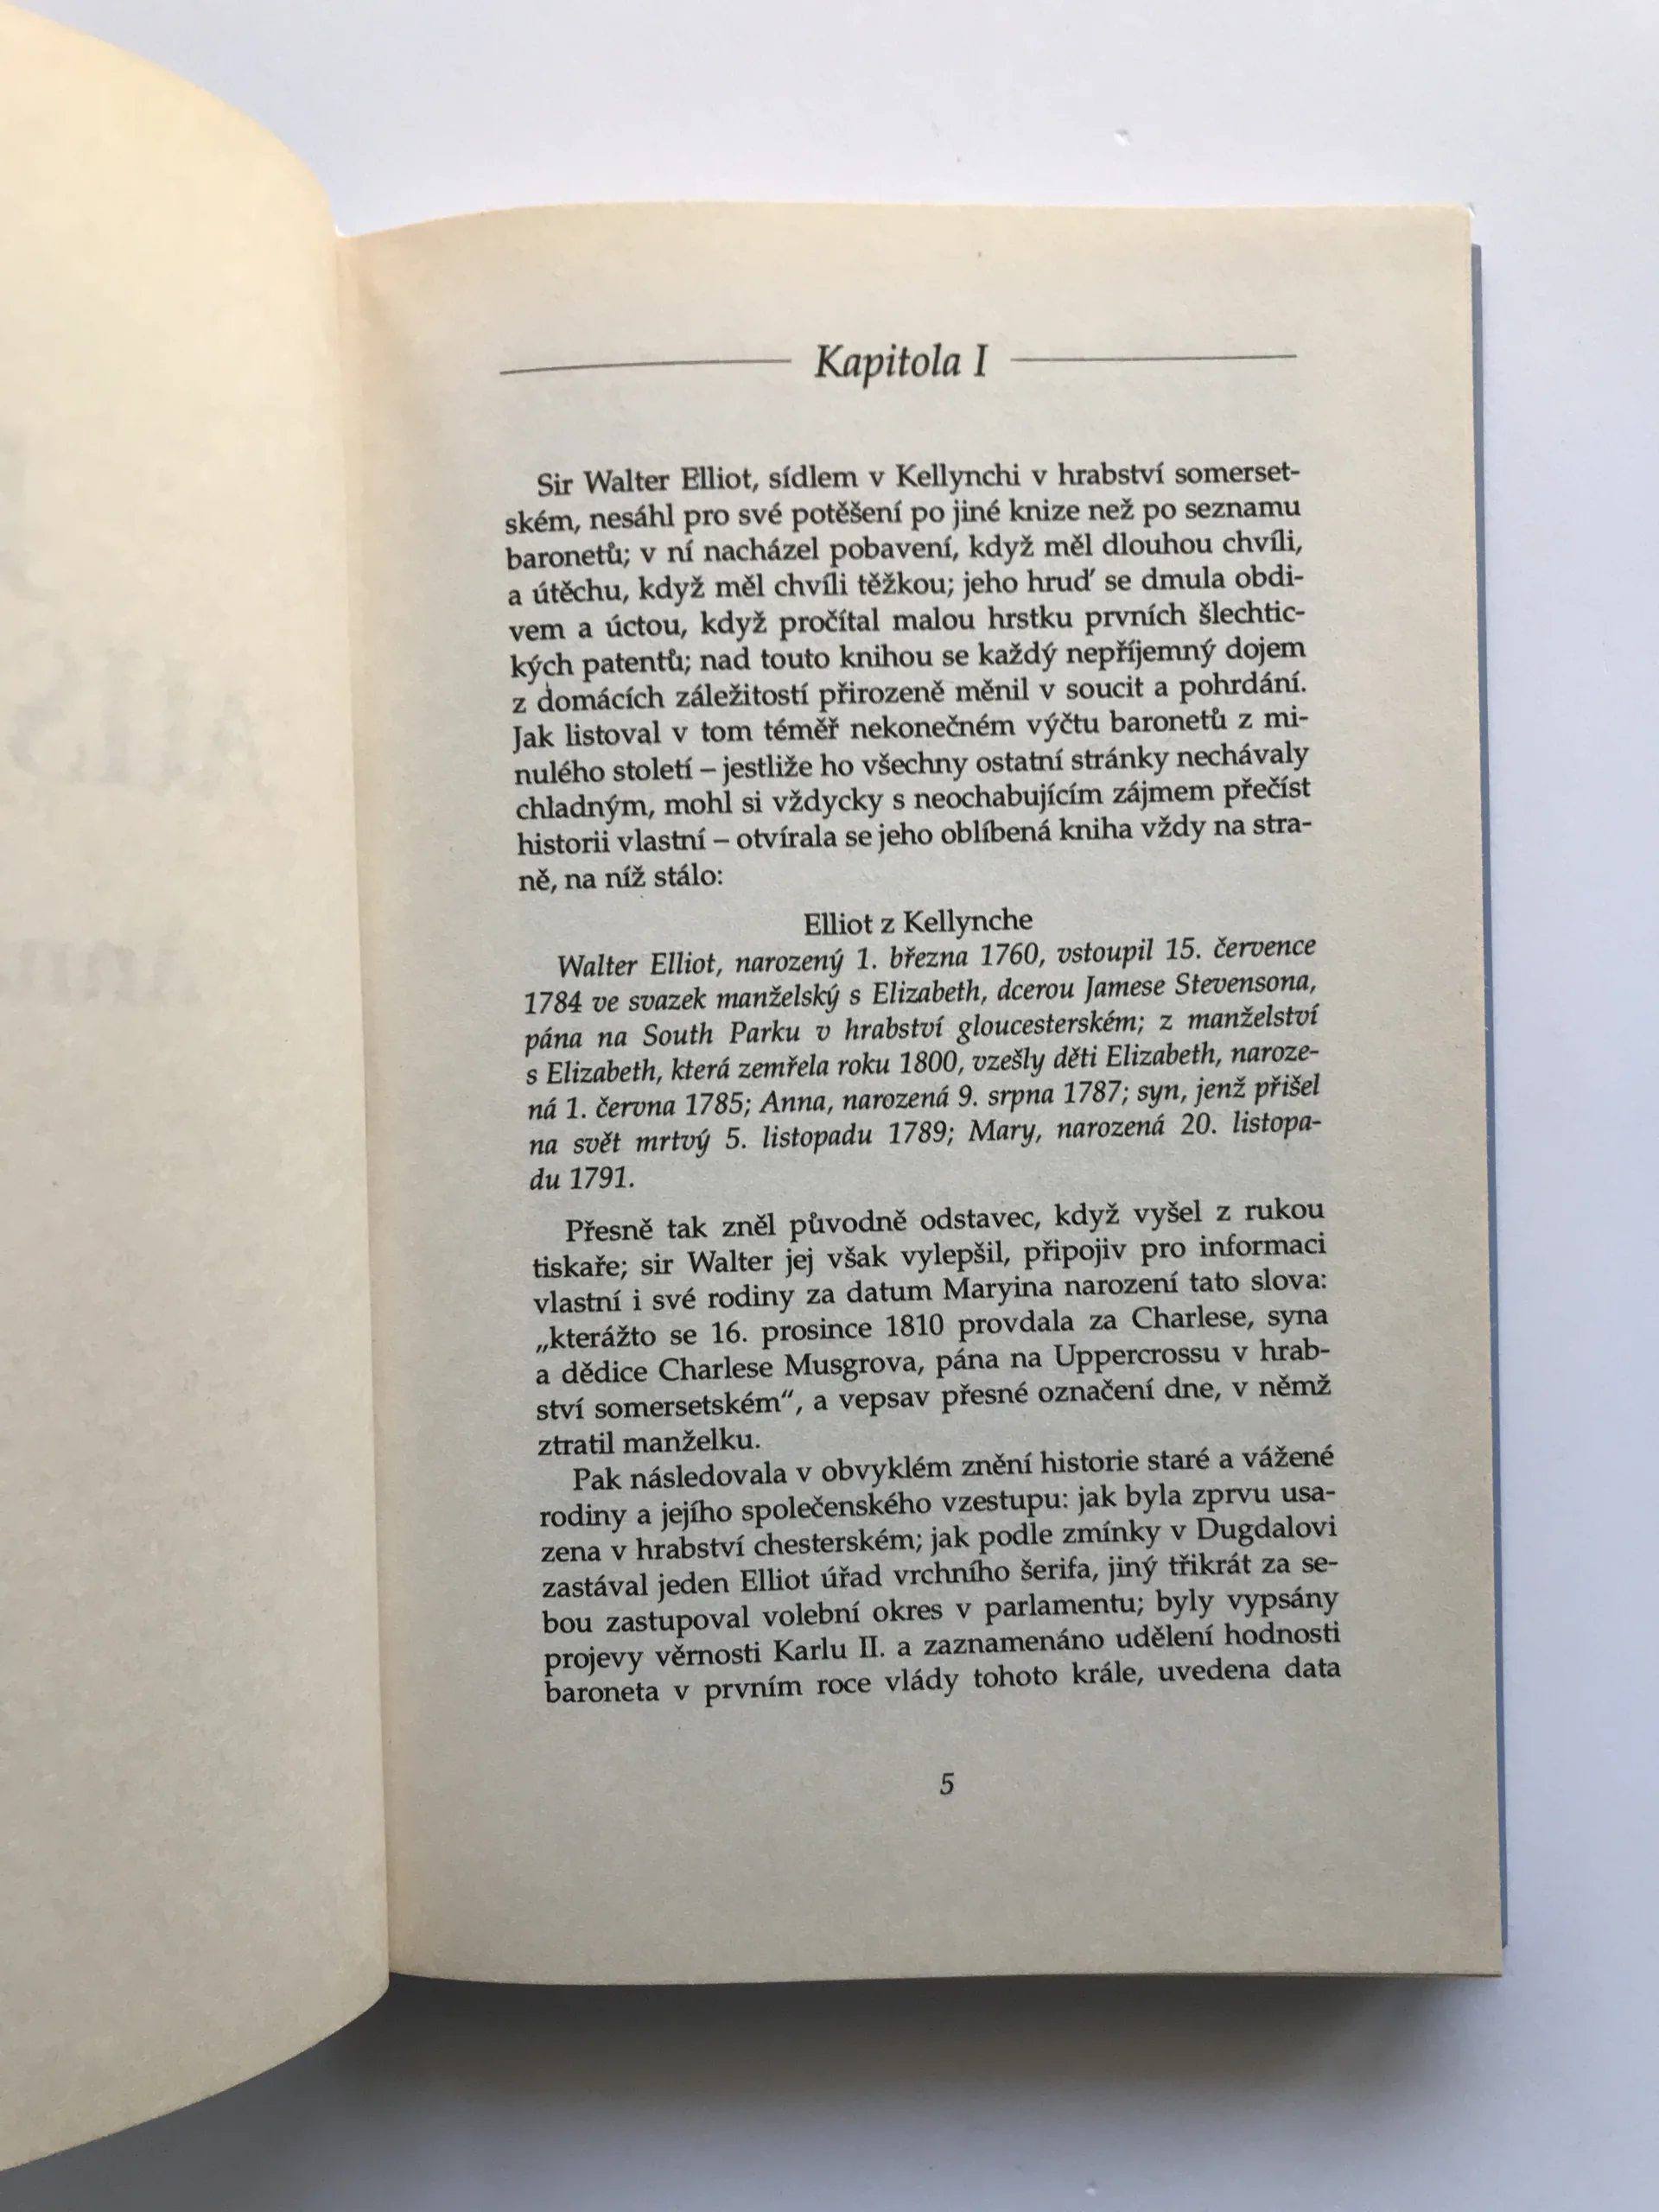 Kapitola I
Sir Walter Elliot, sídlem v Kellynchi v hrabství somerset-
ském, nesáhl pro své potěšení po jiné knize než po seznamu
baronetů; v ní nacházel pobavení, když měl dlouhou chvíli,
a útěchu, když měl chvíli těžkou; jeho hruď se dmula obdi-
vem a úctou, když pročítal malou hrstku prvních šlechtic-
kých patentů; nad touto knihou se každý nepříjemný dojem
z domácích záležitostí přirozeně měnil v soucit a pohrdání.
Jak listoval v tom téměř nekonečném výčtu baronetů z mi-
nulého století – jestliže ho všechny ostatní stránky nechávaly
chladným, mohl si vždycky s neochabujícím zájmem přečíst
historii vlastní – otvírala se jeho oblíbená kniha vždy na stra-
ně, na níž stálo:
Elliot z Kellynche
Walter Elliot, narozený 1. března 1760, vstoupil 15. července
1784 ve svazek manželský s Elizabeth, dcerou Jamese Stevensona,
pána na South Parku v hrabství gloucesterském; z manželství
s Elizabeth, která zemřela roku 1800, vzešly děti Elizabeth, naroze-
ná 1. června 1785; Anna, narozená 9. srpna 1787; syn, jenž přišel
na svět mrtvý 5. listopadu 1789; Mary, narozená 20. listopa-
du 1791.
Přesně tak zněl původně odstavec, když vyšel z rukou
tiskaře; sir Walter jej však vylepšil, připojiv pro informaci
vlastní i své rodiny za datum Maryina narození tato slova:
„kterážto se 16. prosince 1810 provdala za Charlese, syna
a dědice Charlese Musgrova, pána na Uppercrossu v hrab-
ství somersetském“, a vepsav přesné označení dne, v němž
ztratil manželku.
Pak následovala v obvyklém znění historie staré a vážené
rodiny a jejího společenského vzestupu: jak byla zprvu usa-
zena v hrabství chesterském; jak podle zmínky v Dugdalovi
zastával jeden Elliot úřad vrchního šerifa, jiný třikrát za se-
bou zastupoval volební okres v parlamentu; byly vypsány
projevy věrnosti Karlu II. a zaznamenáno udělení hodnosti
baroneta v prvním roce vlády tohoto krále, uvedena data
5